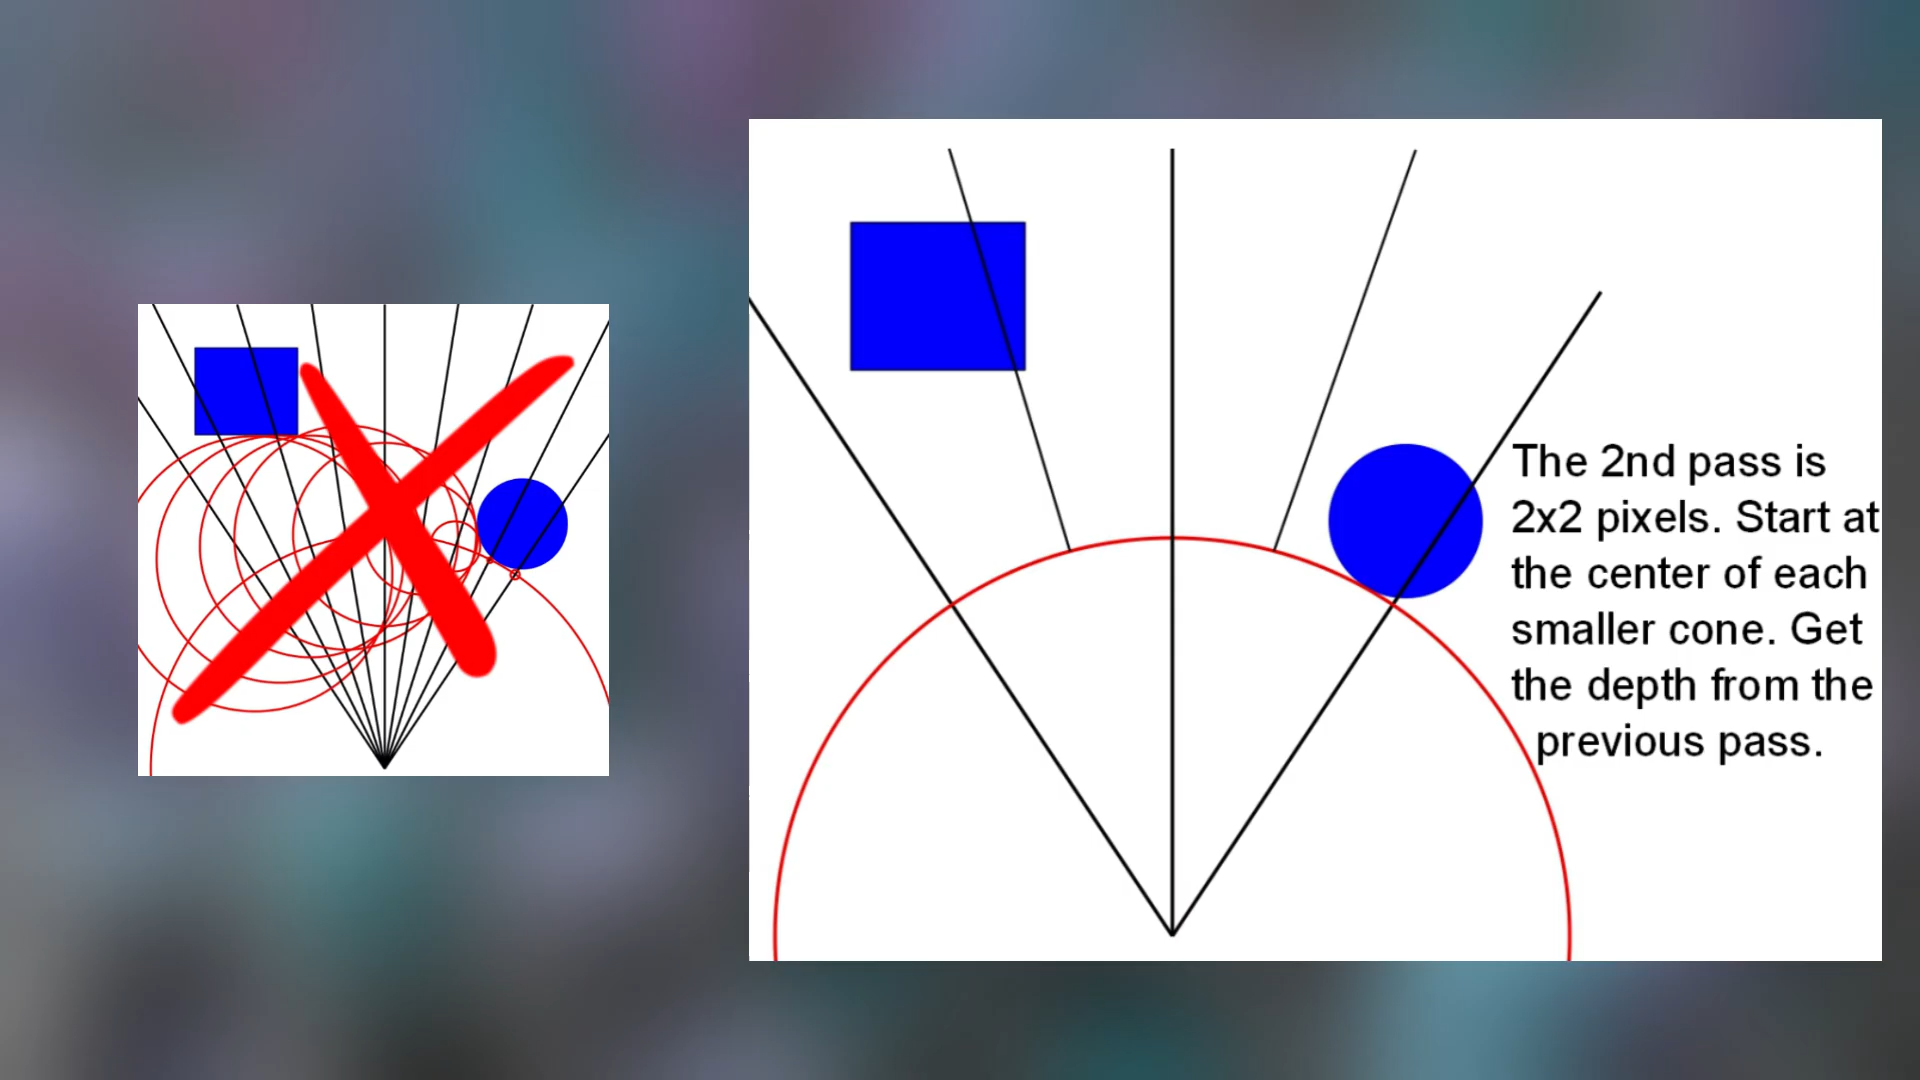 The 2nd pass is
2x2 pixels. Start at
the center of each
smaller cone. Get
the depth from the
previous pass.